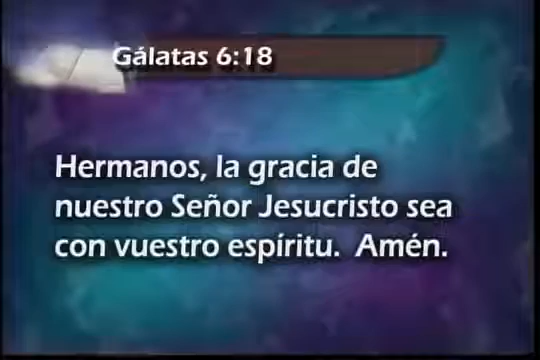 Gálatas 6:18
Hermanos, la gracia de
nuestro Señor Jesucristo sea
con vuestro espíritu. Amén.